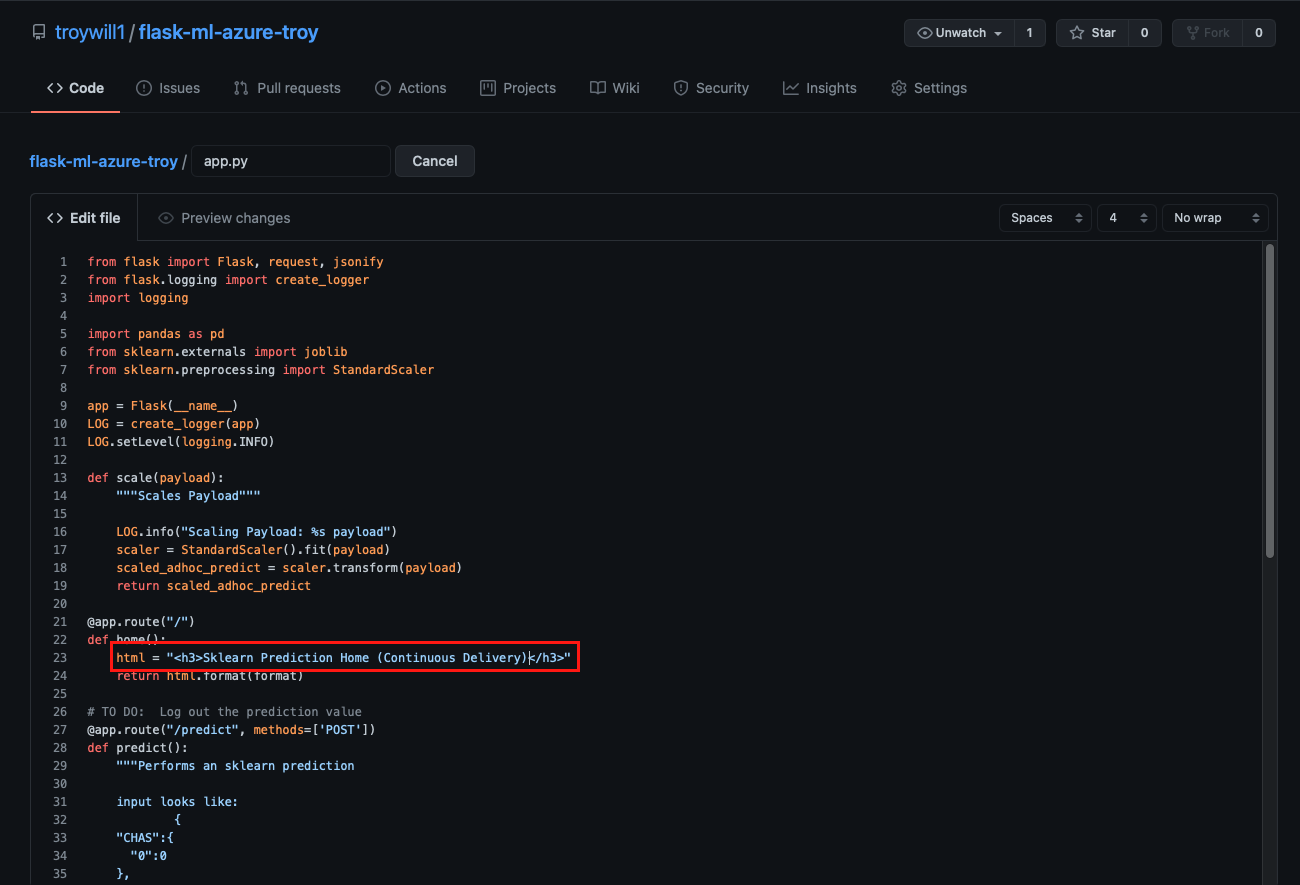 troywill1 / flask-ml-azure-troy
Unwatch 1 Star 0 Fork 0
Code Issues Pull requests Actions Projects Wiki Security Insights Settings
flask-ml-azure-troy / app.py Cancel
Edit file Preview changes Spaces 4 No wrap
1 from flask import Flask, request, jsonify
2 from flask.logging import create_logger
3 import logging
4
5 import pandas as pd
6 from sklearn.externals import joblib
7 from sklearn.preprocessing import StandardScaler
8
9 app = Flask(__name__)
10 LOG = create_logger(app)
11 LOG.setLevel(logging.INFO)
12
13 def scale(payload):
14     """Scales Payload"""
15
16     LOG.info("Scaling Payload: %s payload")
17     scaler = StandardScaler().fit(payload)
18     scaled_adhoc_predict = scaler.transform(payload)
19     return scaled_adhoc_predict
20
21 @app.route("/")
22 def home():
23     html = "<h3>Sklearn Prediction Home (Continuous Delivery)</h3>"
24     return html.format(format)
25
26 # TO DO:  Log out the prediction value
27 @app.route("/predict", methods=['POST'])
28 def predict():
29     """Performs an sklearn prediction
30
31     input looks like:
32             {
33     "CHAS":{
34       "0":0
35     },